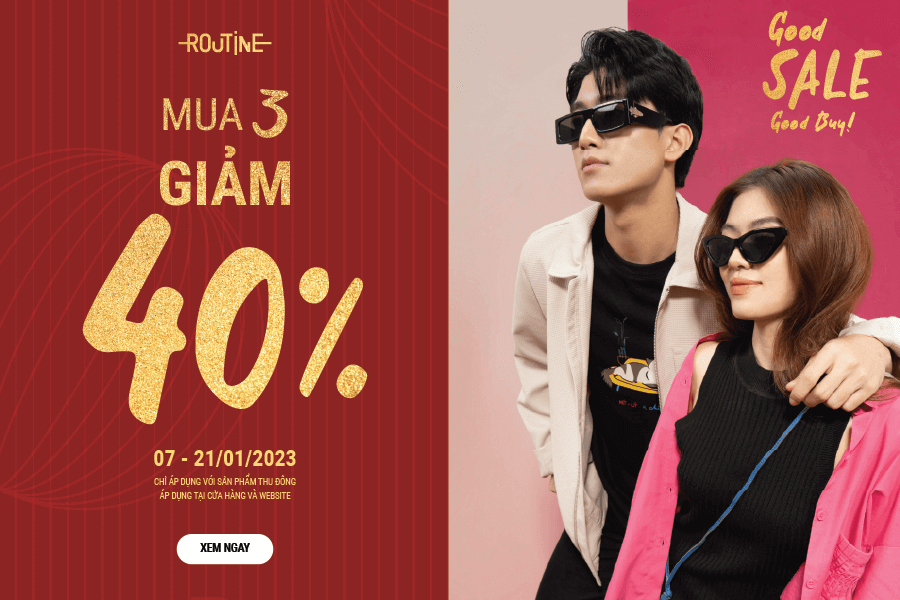 ROUTINE
MUA 3
GIẢM
40%
07 - 21/01/2023
CHỈ ÁP DỤNG VỚI SẢN PHẨM THU ĐÔNG
ÁP DỤNG TẠI CỬA HÀNG VÀ WEBSITE
XEM NGAY
Good
SALE
Good Buy!